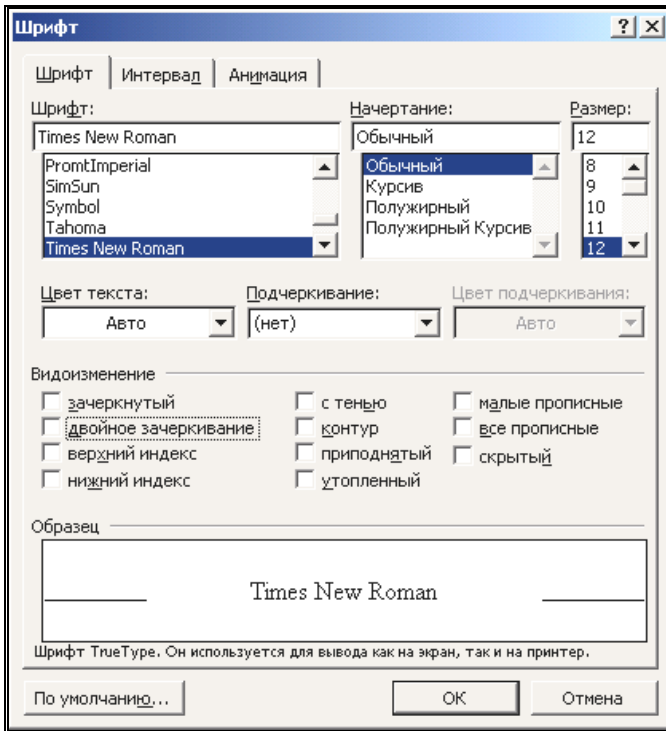 Шрифт
Шрифт Интервал Анимация
Шрифт: Начертание: Размер:
Times New Roman Обычный 12
PromtImperial Обычный 8
SimSun Курсив 9
Symbol Полужирный 10
Tahoma Полужирный Курсив 11
Times New Roman 12
Цвет текста: Подчеркивание: Цвет подчеркивания:
Авто (нет) Авто
Видоизменение
зачеркнутый с тенью малые прописные
двойное зачеркивание контур все прописные
верхний индекс приподнятый скрытый
нижний индекс утопленный
Образец
Times New Roman
Шрифт TrueType. Он используется для вывода как на экран, так и на принтер.
По умолчанию... ОК Отмена